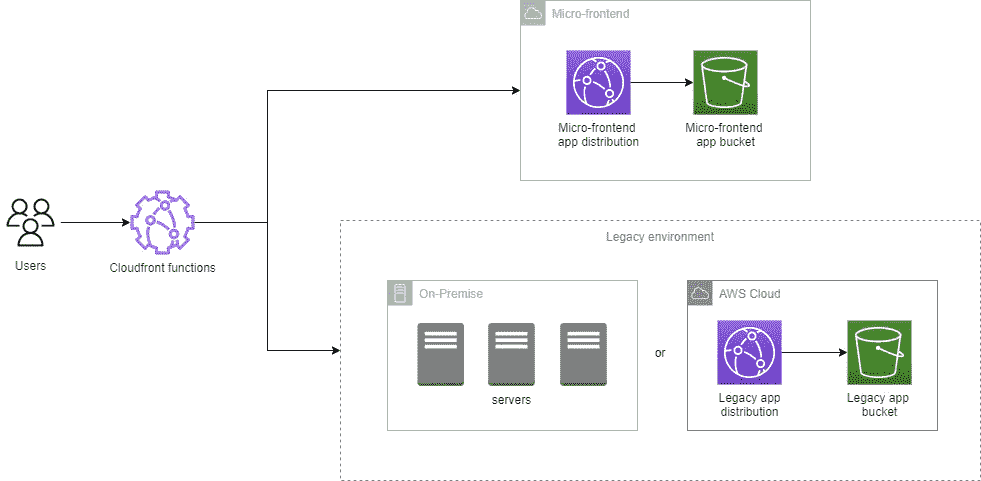 Micro-frontend
Micro-frontend
app distribution
Micro-frontend
app bucket
Users
Cloudfront functions
Legacy environment
On-Premise
servers
or
AWS Cloud
Legacy app
distribution
Legacy app
bucket